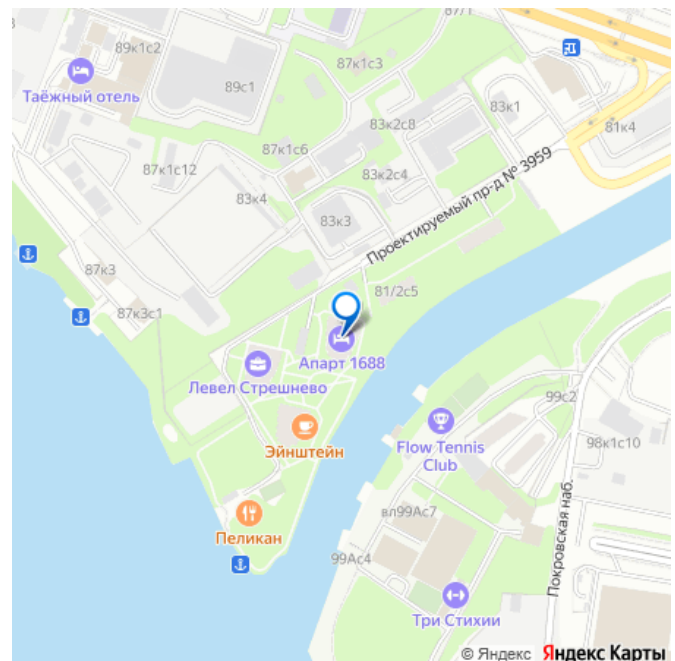 89к1с2
87/1
87к1с3
Таёжный отель
89с1
83к1
83к2с8
81к4
87к1с6
87к1с12
83к2с4
83к4
83к3
Проектируемый пр-д № 3959
87к3
81/2с5
87к3с1
Апарт 1688
Левел Стрешнево
99с2
Эйнштейн
Flow Tennis
Club
98к1с10
Покровская наб.
вл99Ас7
Пеликан
99Ас4
Три Стихии
© Яндекс Яндекс Карты